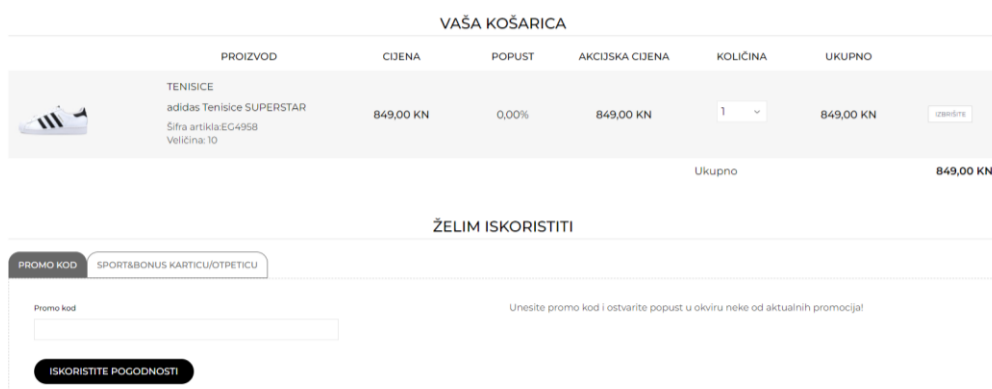 VAŠA KOŠARICA
PROIZVOD CIJENA POPUST AKCIJSKA CIJENA KOLIČINA UKUPNO
TENISICE
adidas Tenisice SUPERSTAR
Šifra artikla:EG4958
Veličina: 10
849,00 KN 0,00% 849,00 KN 1 849,00 KN IZBRIŠITE
Ukupno 849,00 KN
ŽELIM ISKORISTITI
PROMO KOD SPORT&BONUS KARTICU/OTPETICU
Promo kod
Unesite promo kod i ostvarite popust u okviru neke od aktualnih promocija!
ISKORISTITE POGODNOSTI